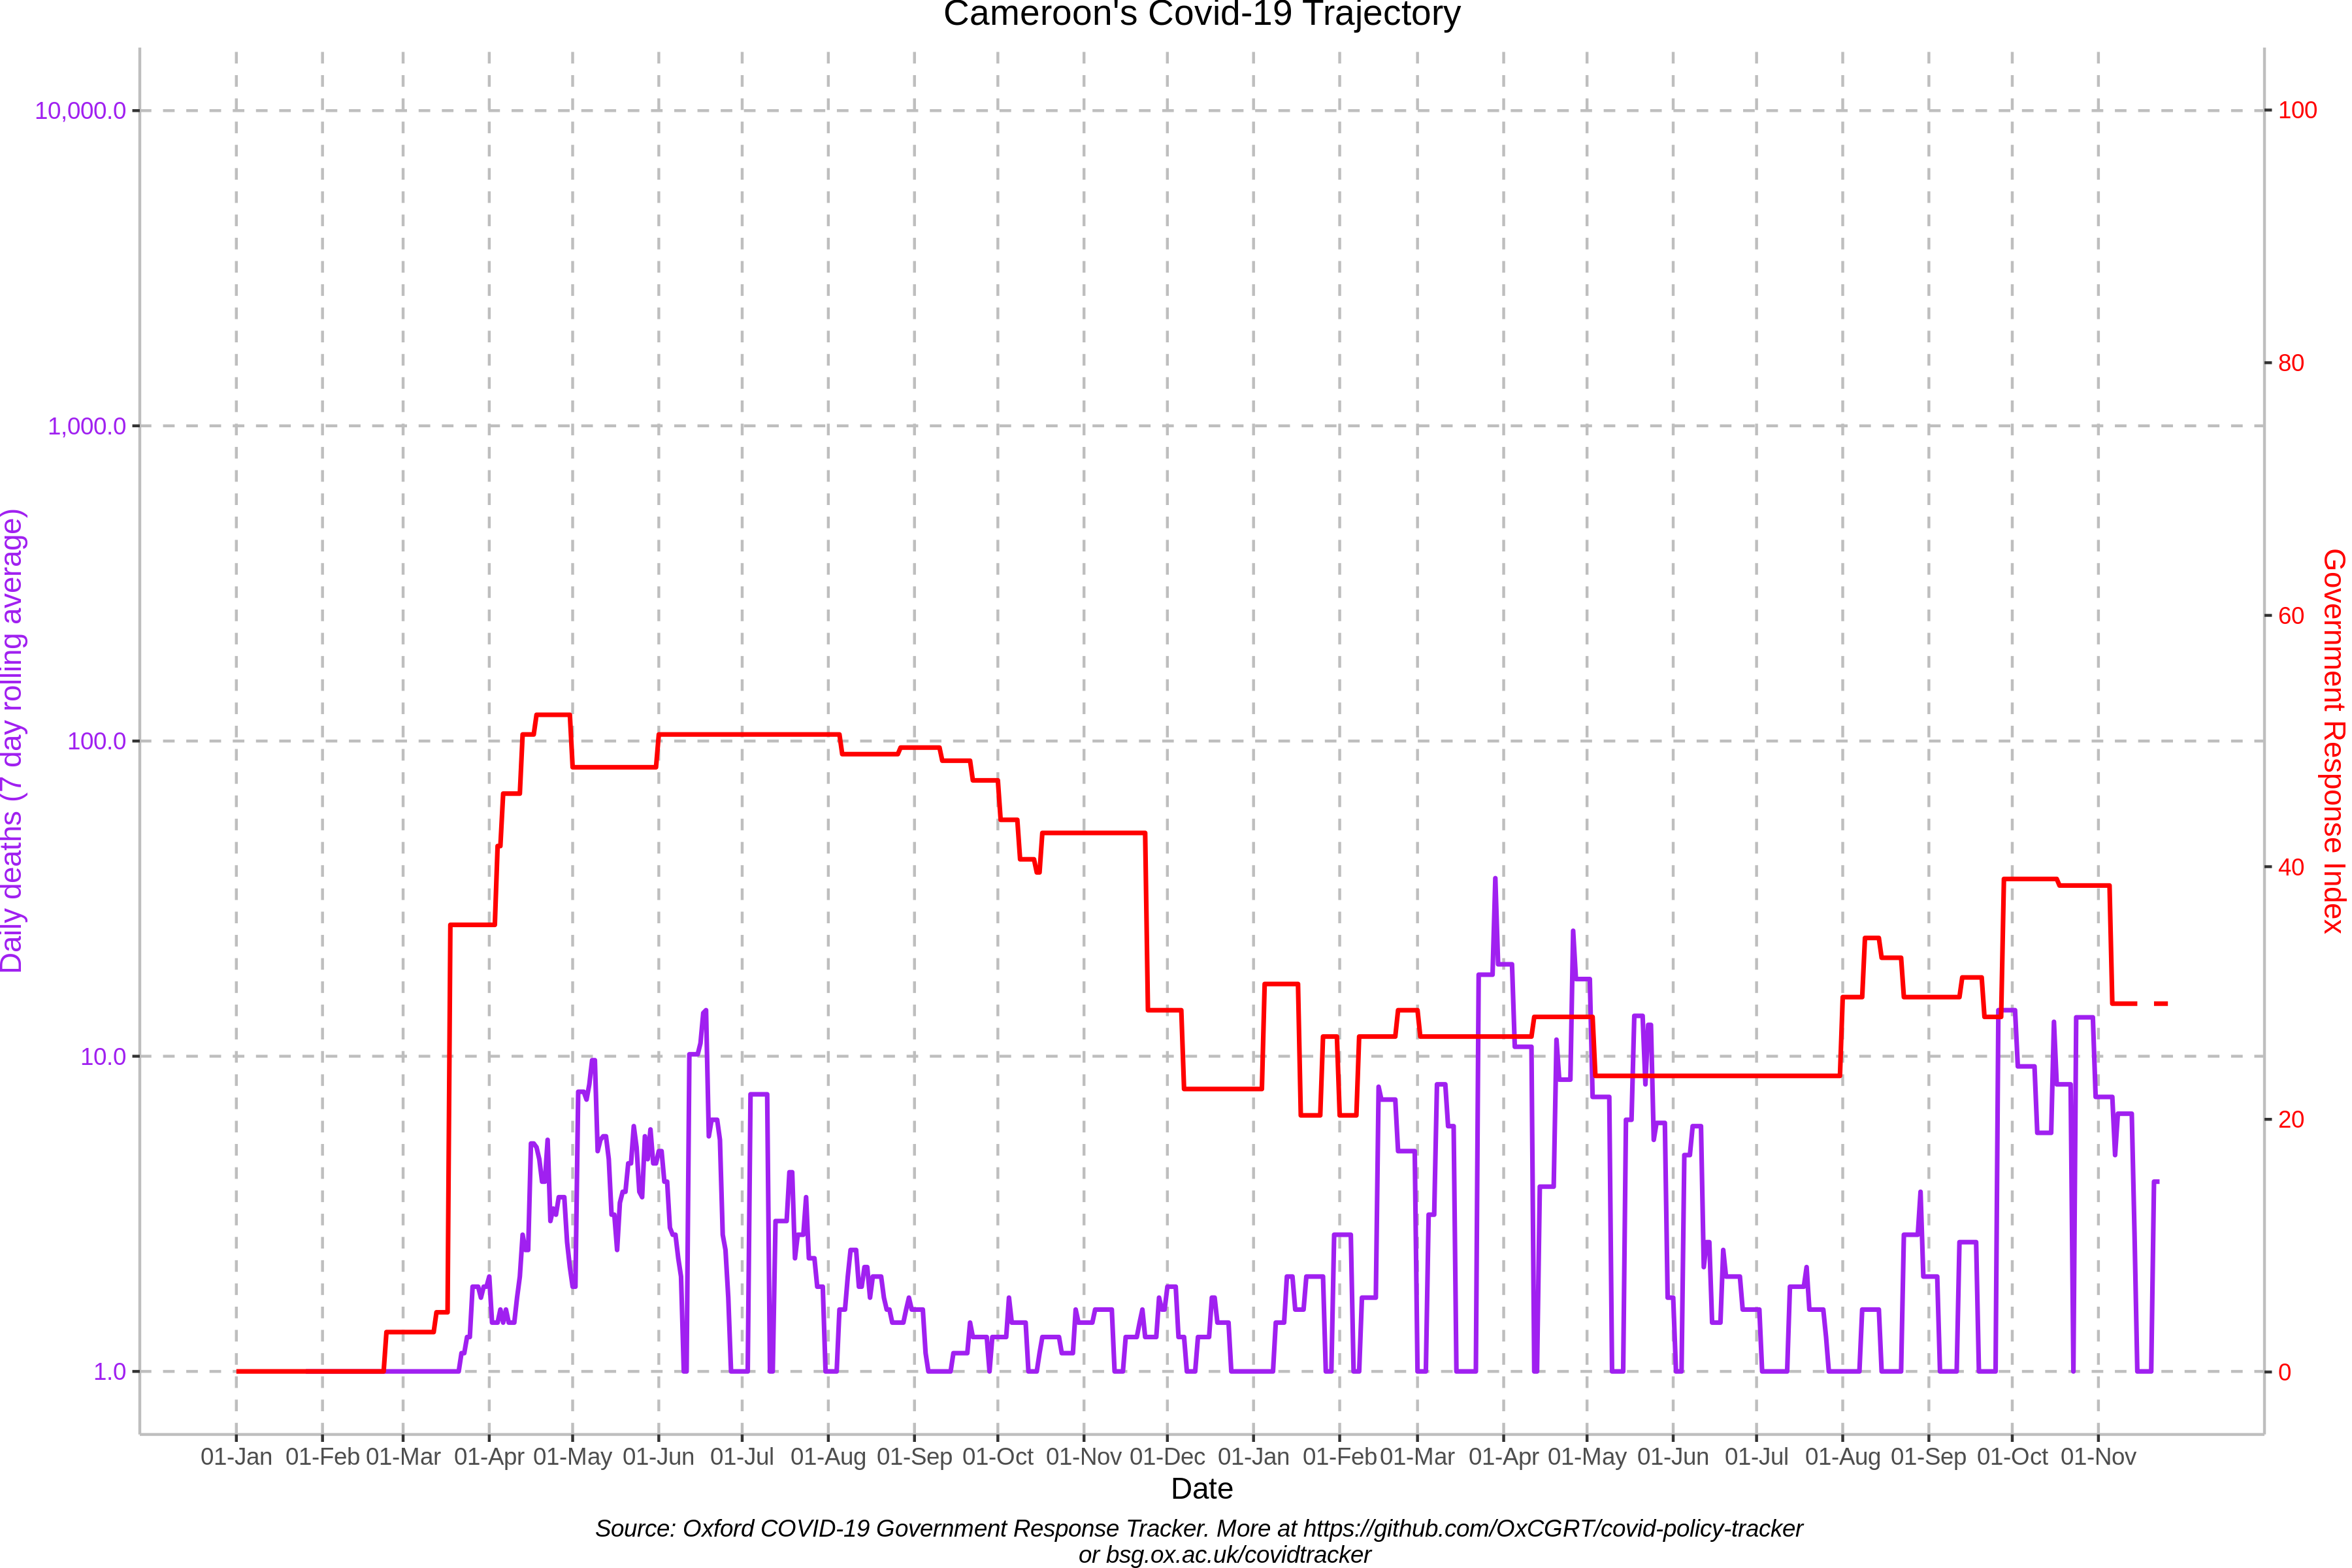 Cameroon's Covid-19 Trajectory
10,000.0
1,000.0
100.0
10.0
1.0
Daily deaths (7 day rolling average)
100
80
60
40
20
0
Government Response Index
01-Jan 01-Feb 01-Mar 01-Apr 01-May 01-Jun 01-Jul 01-Aug 01-Sep 01-Oct 01-Nov 01-Dec 01-Jan 01-Feb 01-Mar 01-Apr 01-May 01-Jun 01-Jul 01-Aug 01-Sep 01-Oct 01-Nov
Date
Source: Oxford COVID-19 Government Response Tracker. More at https://github.com/OxCGRT/covid-policy-tracker
or bsg.ox.ac.uk/covidtracker